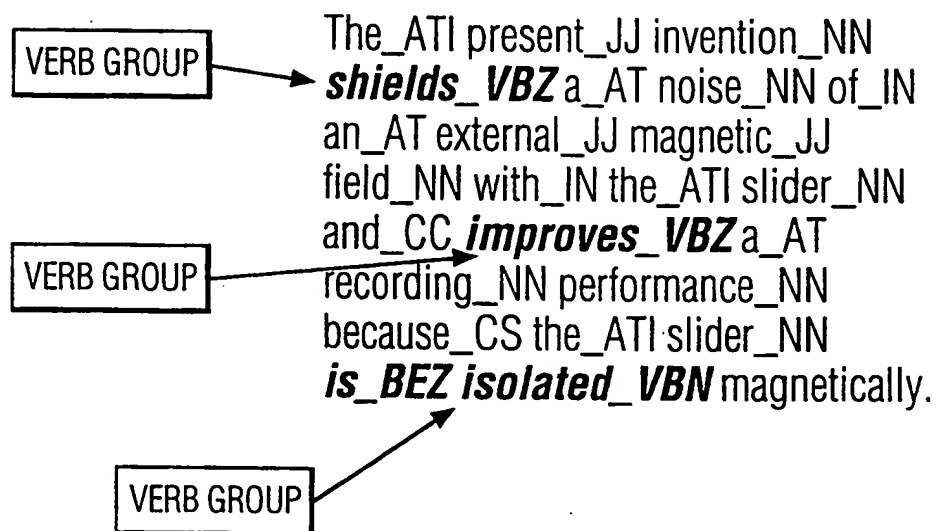 VERB GROUP
The_ATI present_JJ invention_NN
shields_VBZ a_AT noise_NN of_IN
an_AT external_JJ magnetic_JJ
field_NN with_IN the_ATI slider_NN
VERB GROUP
and_CC improves_VBZ a_AT
recording_NN performance_NN
because_CS the_ATI slider_NN
is_BEZ isolated_VBN magnetically.
VERB GROUP